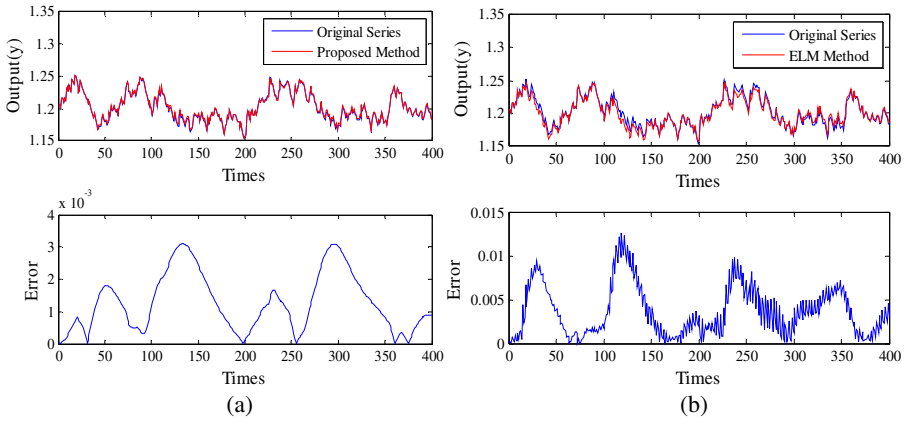 1.35
1.3
1.25
1.2
1.15
Output(y)
Original Series
Proposed Method
0 50 100 150 200 250 300 350 400
Times
x 10^-3
4
3
2
1
0
Error
0 50 100 150 200 250 300 350 400
Times
(a)
1.35
1.3
1.25
1.2
1.15
Output(y)
Original Series
ELM Method
0 50 100 150 200 250 300 350 400
Times
0.015
0.01
0.005
0
Error
0 50 100 150 200 250 300 350 400
Times
(b)